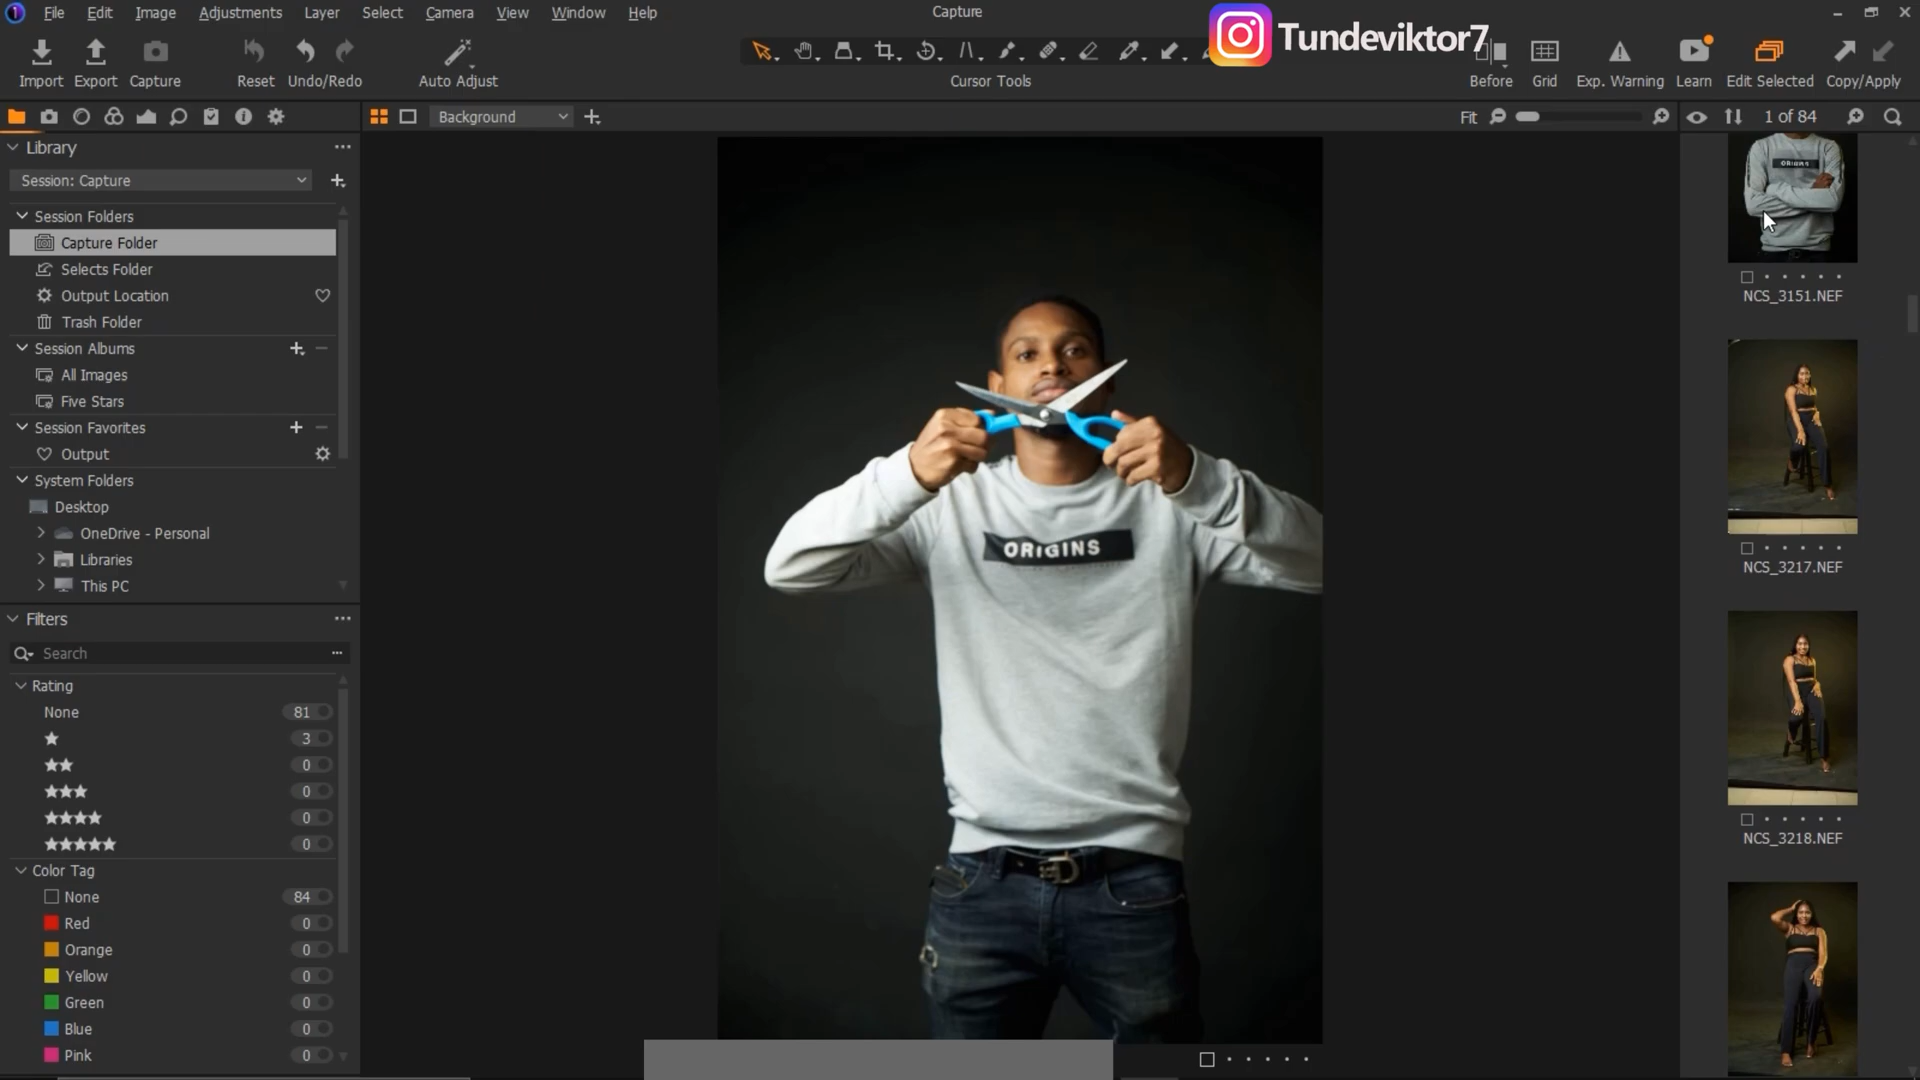 File Edit Image Adjustments Layer Select Camera View Window Help
Capture
Tundeviktor7
Import Export Capture Reset Undo/Redo Auto Adjust
Cursor Tools
Before Grid Exp. Warning Learn Edit Selected Copy/Apply
Background
Fit
1 of 84
Library
Session: Capture
Session Folders
Capture Folder
Selects Folder
Output Location
Trash Folder
Session Albums
All Images
Five Stars
Session Favorites
Output
System Folders
Desktop
OneDrive - Personal
Libraries
This PC
Filters
Search
Rating
None 81
3
0
0
0
0
Color Tag
None 84
Red 0
Orange 0
Yellow 0
Green 0
Blue 0
Pink 0
ORIGINS
ORIGINS
NCS_3151.NEF
NCS_3217.NEF
NCS_3218.NEF